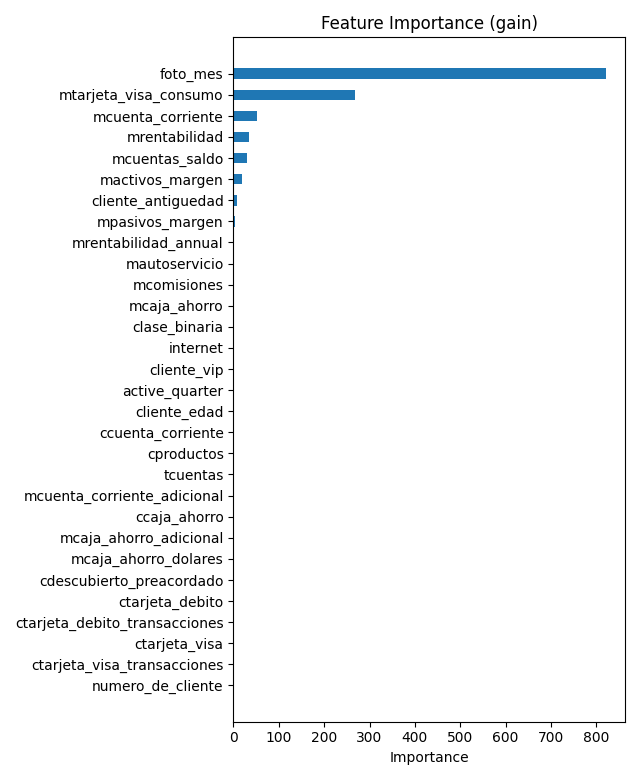 Feature Importance (gain)
foto_mes
mtarjeta_visa_consumo
mcuenta_corriente
mrentabilidad
mcuentas_saldo
mactivos_margen
cliente_antiguedad
mpasivos_margen
mrentabilidad_annual
mautoservicio
mcomisiones
mcaja_ahorro
clase_binaria
internet
cliente_vip
active_quarter
cliente_edad
ccuenta_corriente
cproductos
tcuentas
mcuenta_corriente_adicional
ccaja_ahorro
mcaja_ahorro_adicional
mcaja_ahorro_dolares
cdescubierto_preacordado
ctarjeta_debito
ctarjeta_debito_transacciones
ctarjeta_visa
ctarjeta_visa_transacciones
numero_de_cliente
0 100 200 300 400 500 600 700 800
Importance